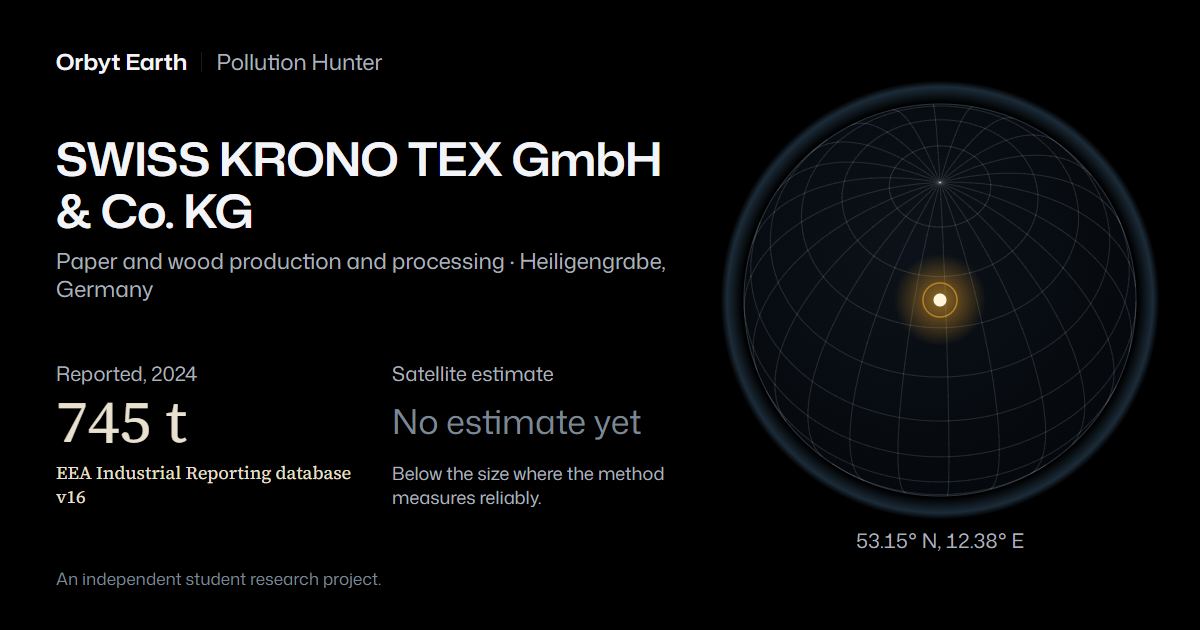 Orbyt Earth | Pollution Hunter
SWISS KRONO TEX GmbH
& Co. KG
Paper and wood production and processing · Heiligengrabe,
Germany
Reported, 2024
745 t
EEA Industrial Reporting database
v16
Satellite estimate
No estimate yet
Below the size where the method
measures reliably.
53.15° N, 12.38° E
An independent student research project.